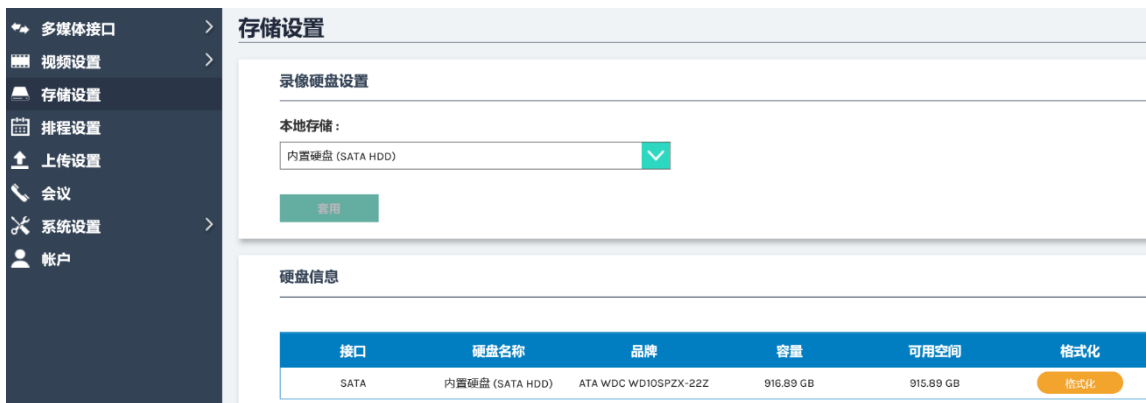 多媒体接口
视频设置
存储设置
排程设置
上传设置
会议
系统设置
帐户
存储设置
录像硬盘设置
本地存储 :
内置硬盘 (SATA HDD)
套用
硬盘信息
接口 硬盘名称 品牌 容量 可用空间 格式化
SATA 内置硬盘 (SATA HDD) ATA WDC WD10SPZX-22Z 916.89 GB 915.89 GB 格式化